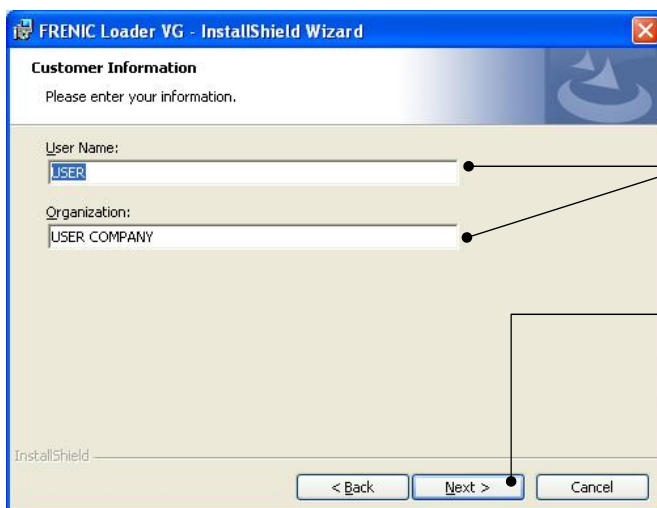 FRENIC Loader VG - InstallShield Wizard
Customer Information
Please enter your information.
User Name:
USER
Organization:
USER COMPANY
InstallShield
< Back Next > Cancel